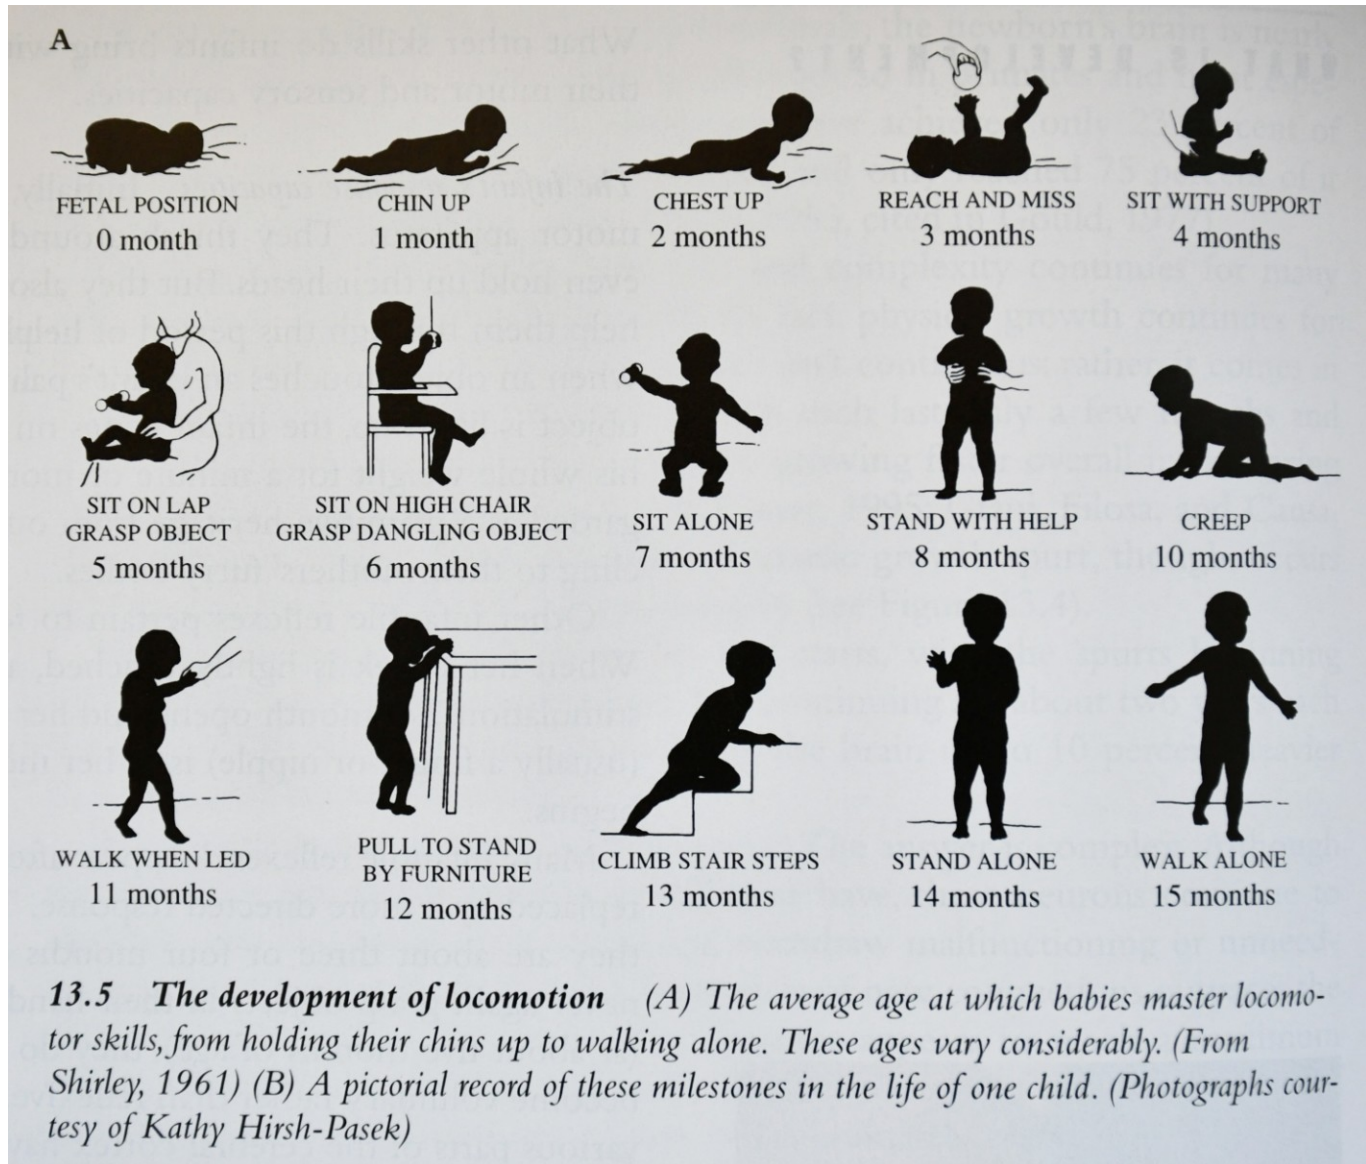 A
FETAL POSITION
0 month
CHIN UP
1 month
CHEST UP
2 months
REACH AND MISS
3 months
SIT WITH SUPPORT
4 months
SIT ON LAP
GRASP OBJECT
5 months
SIT ON HIGH CHAIR
GRASP DANGLING OBJECT
6 months
SIT ALONE
7 months
STAND WITH HELP
8 months
CREEP
10 months
WALK WHEN LED
11 months
PULL TO STAND
BY FURNITURE
12 months
CLIMB STAIR STEPS
13 months
STAND ALONE
14 months
WALK ALONE
15 months
13.5 The development of locomotion (A) The average age at which babies master locomo-
tor skills, from holding their chins up to walking alone. These ages vary considerably. (From
Shirley, 1961) (B) A pictorial record of these milestones in the life of one child. (Photographs cour-
tesy of Kathy Hirsh-Pasek)